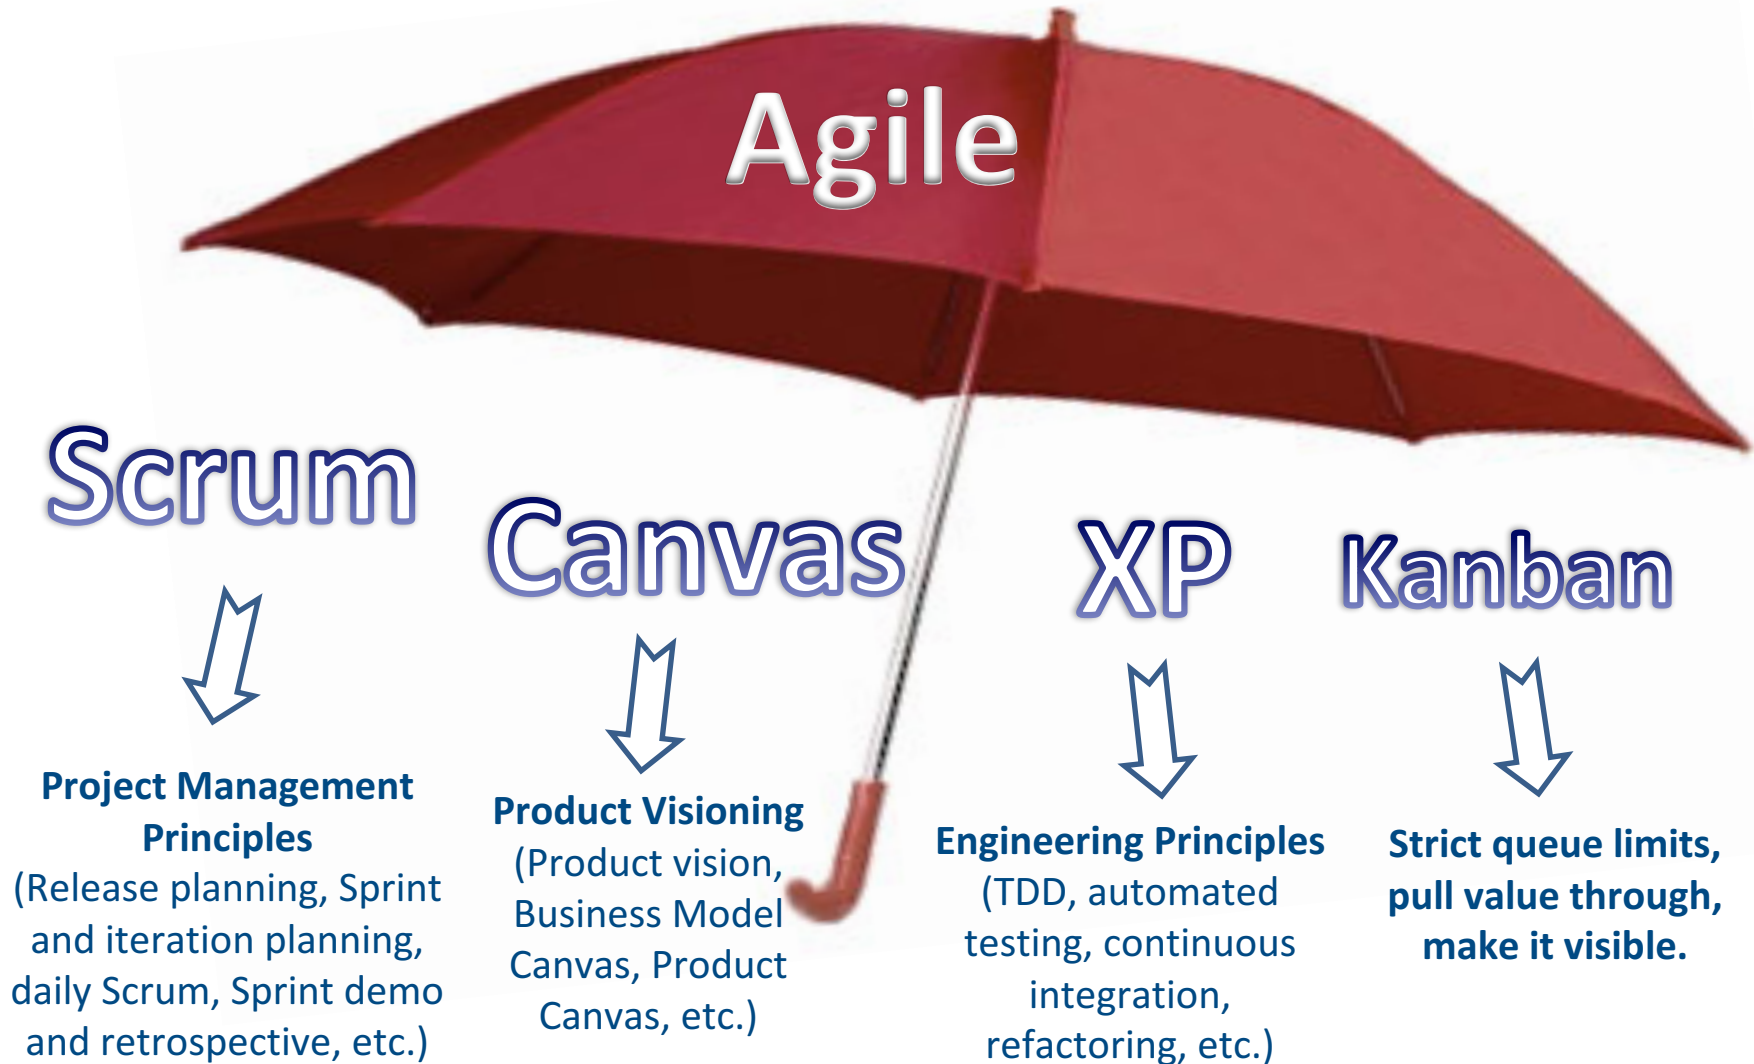 Agile
Scrum
Canvas
XP
Kanban
Project Management
Principles
(Release planning, Sprint
and iteration planning,
daily Scrum, Sprint demo
and retrospective, etc.)
Product Visioning
(Product vision,
Business Model
Canvas, Product
Canvas, etc.)
Engineering Principles
(TDD, automated
testing, continuous
integration,
refactoring, etc.)
Strict queue limits,
pull value through,
make it visible.